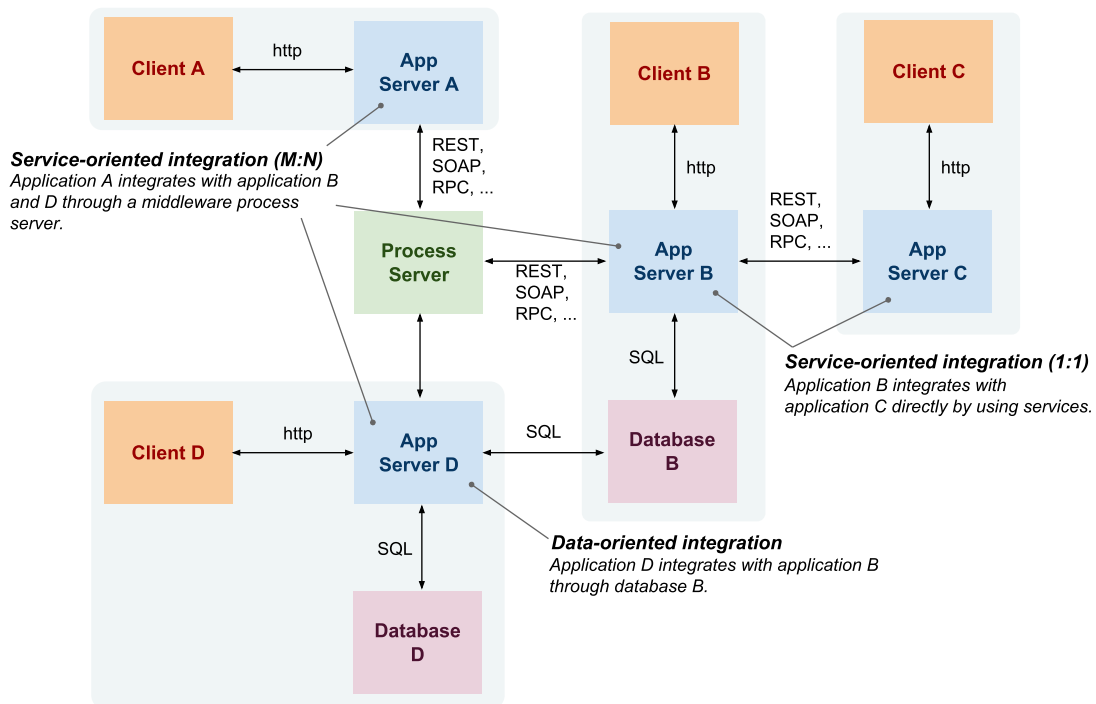 Client A
http
App
Server A
Client B
Client C
REST,
SOAP,
RPC, ...
Service-oriented integration (M:N)
Application A integrates with application B
and D through a middleware process
server.
http
http
REST,
SOAP,
RPC, ...
Process
Server
REST,
SOAP,
RPC, ...
App
Server B
App
Server C
SQL
Service-oriented integration (1:1)
Application B integrates with
application C directly by using services.
Client D
http
App
Server D
SQL
Database
B
SQL
Data-oriented integration
Application D integrates with application B
through database B.
Database
D